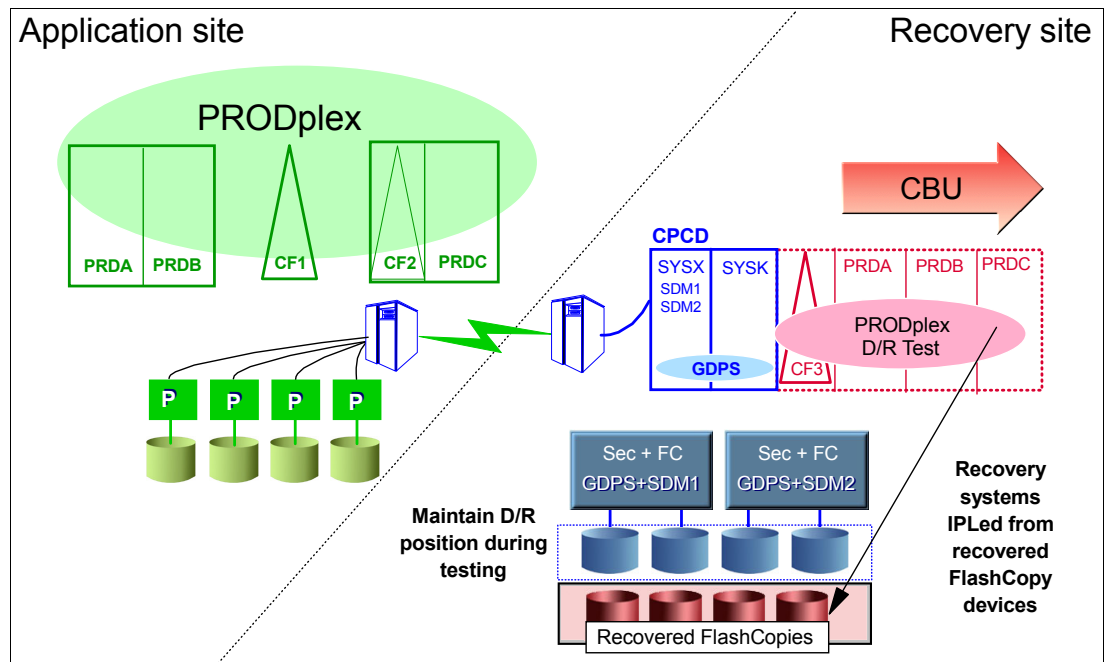 Application site
Recovery site
PRODplex
PRDA
PRDB
CF1
CF2
PRDC
CBU
CPCD
SYSX
SDM1
SDM2
SYSK
GDPS
PRDA
PRDB
PRDC
PRODplex
D/R Test
CF3
P
P
P
P
Sec + FC
GDPS+SDM1
Sec + FC
GDPS+SDM2
Maintain D/R
position during
testing
Recovery
systems
IPLed from
recovered
FlashCopy
devices
Recovered FlashCopies